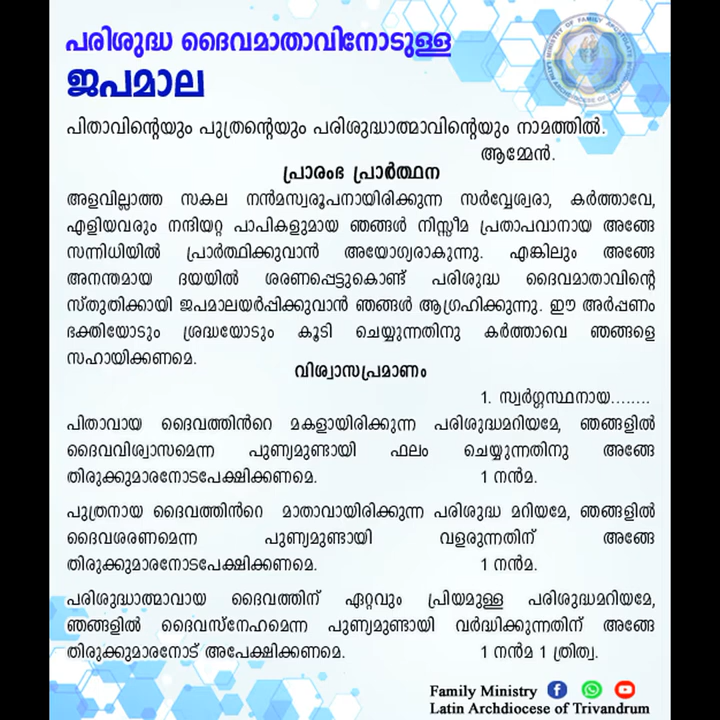 പരിശുദ്ധ ദൈവമാതാവിനോടുള്ള
ജപമാല
MINISTRY OF FAMILY APOSTOLATE
പിതാവിന്റെയും പുത്രന്റെയും പരിശുദ്ധാത്മാവിന്റെയും നാമത്തിൽ.
ആമ്മേൻ.
പ്രാരംഭ പ്രാർത്ഥന
അളവില്ലാത്ത സകല നൻമസ്വരൂപനായിരിക്കുന്ന സർവ്വേശ്വരാ, കർത്താവേ,
എളിയവരും നന്ദിയറ്റ പാപികളുമായ ഞങ്ങൾ നിസ്സീമ പ്രതാപവാനായ അങ്ങേ
സന്നിധിയിൽ പ്രാർത്ഥിക്കുവാൻ അയോഗ്യരാകുന്നു. എങ്കിലും അങ്ങേ
അനന്തമായ ദയയിൽ ശരണപ്പെട്ടുകൊണ്ട് പരിശുദ്ധ ദൈവമാതാവിന്റെ
സ്തുതിക്കായി ജപമാലയർപ്പിക്കുവാൻ ഞങ്ങൾ ആഗ്രഹിക്കുന്നു. ഈ അർപ്പണം
ഭക്തിയോടും ശ്രദ്ധയോടും കൂടി ചെയ്യുന്നതിനു കർത്താവെ ഞങ്ങളെ
സഹായിക്കണമെ.
വിശ്വാസപ്രമാണം
1. സ്വർഗ്ഗസ്ഥനായ........
പിതാവായ ദൈവത്തിൻറെ മകളായിരിക്കുന്ന പരിശുദ്ധമറിയമേ, ഞങ്ങളിൽ
ദൈവവിശ്വാസമെന്ന പുണ്യമുണ്ടായി ഫലം ചെയ്യുന്നതിനു അങ്ങേ
തിരുക്കുമാരനോടപേക്ഷിക്കണമെ. 1 നൻമ.
പുത്രനായ ദൈവത്തിൻറെ മാതാവായിരിക്കുന്ന പരിശുദ്ധ മറിയമേ, ഞങ്ങളിൽ
ദൈവശരണമെന്ന പുണ്യമുണ്ടായി വളരുന്നതിന് അങ്ങേ
തിരുക്കുമാരനോടപേക്ഷിക്കണമെ. 1 നൻമ.
പരിശുദ്ധാത്മാവായ ദൈവത്തിന് ഏറ്റവും പ്രിയമുള്ള പരിശുദ്ധമറിയമേ,
ഞങ്ങളിൽ ദൈവസ്നേഹമെന്ന പുണ്യമുണ്ടായി വർദ്ധിക്കുന്നതിന് അങ്ങേ
തിരുക്കുമാരനോട് അപേക്ഷിക്കണമെ. 1 നൻമ 1 ത്രിത്വ.
Family Ministry
Latin Archdiocese of Trivandrum